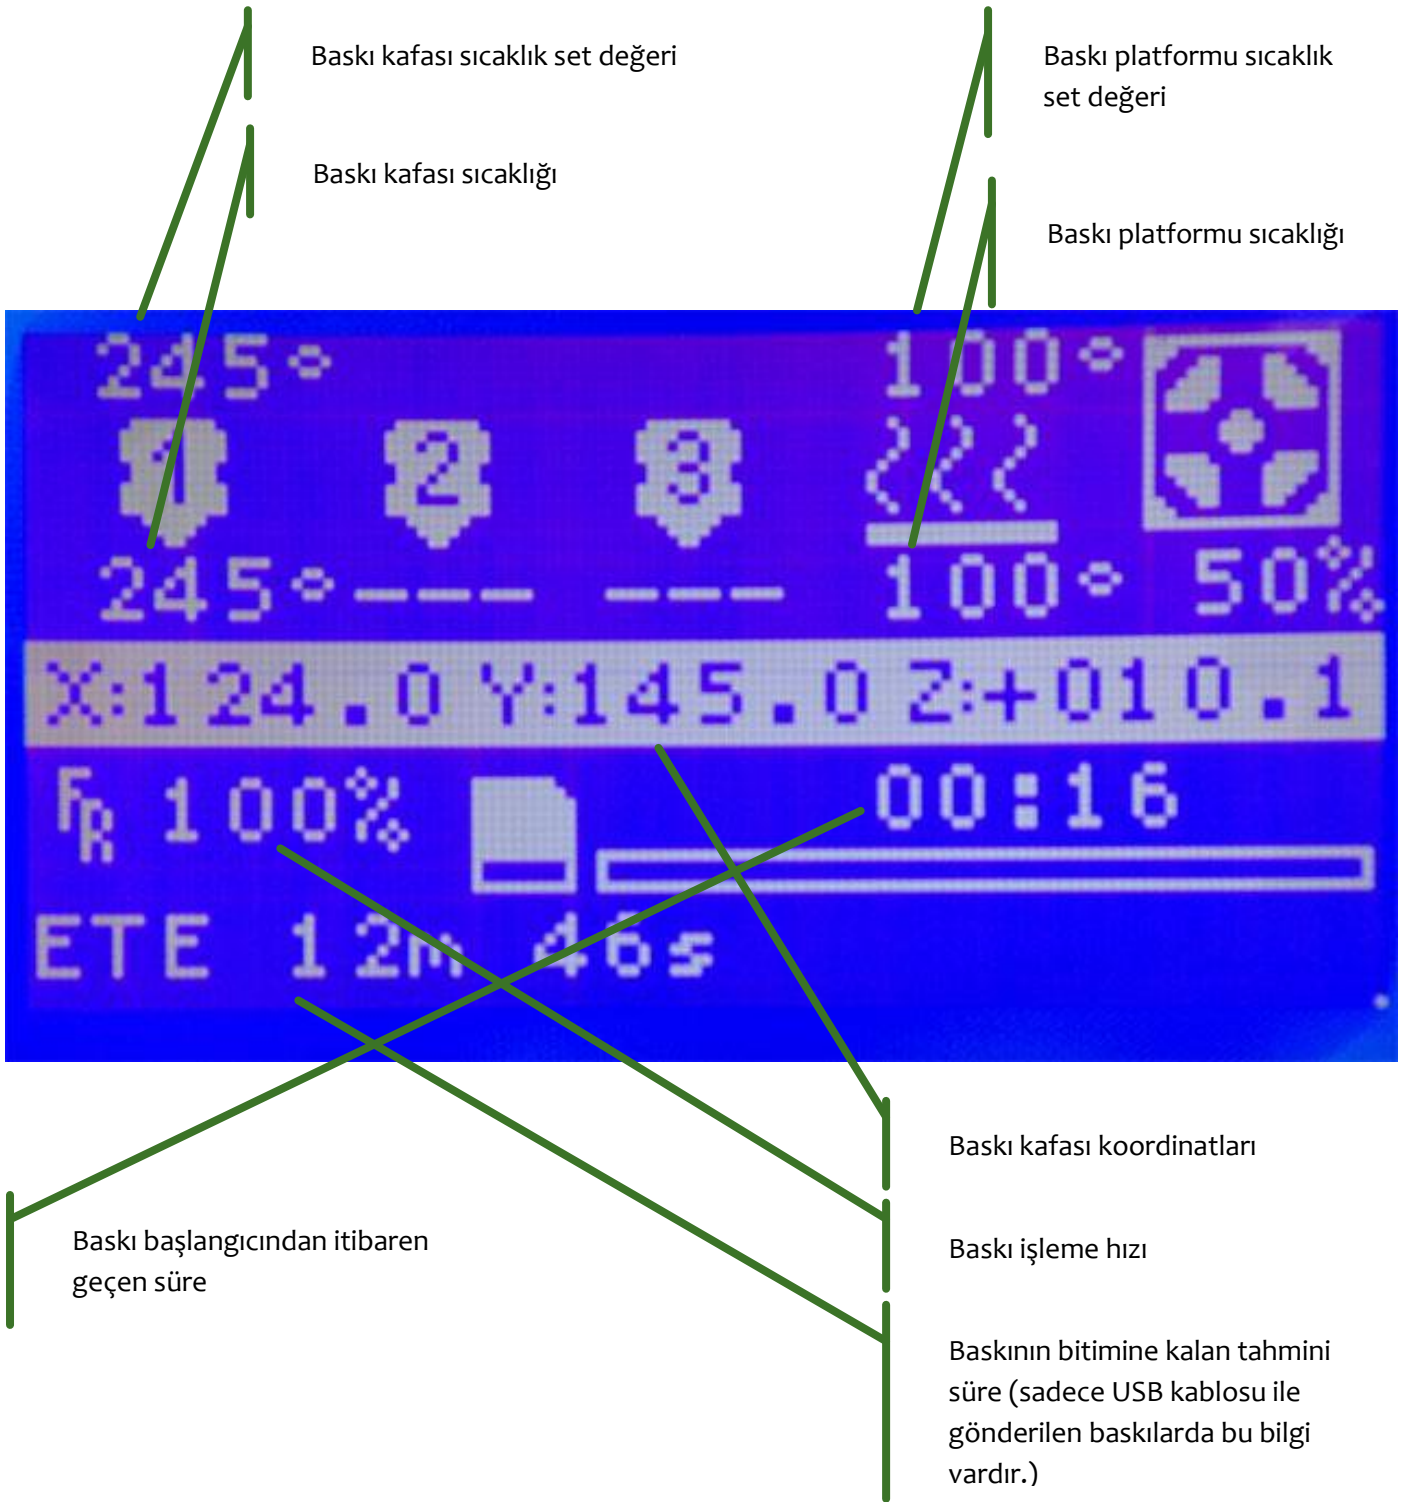 Baskı kafası sıcaklık set değeri
Baskı platformu sıcaklık
set değeri
Baskı kafası sıcaklığı
Baskı platformu sıcaklığı
245° 100°
1 2 3
245° --- --- 100° 50%
X:124.0 Y:145.0 Z:+010.1
FR 100% 00:16
ETE 12m 46s
Baskı kafası koordinatları
Baskı başlangıcından itibaren
geçen süre
Baskı işleme hızı
Baskının bitimine kalan tahmini
süre (sadece USB kablosu ile
gönderilen baskılarda bu bilgi
vardır.)